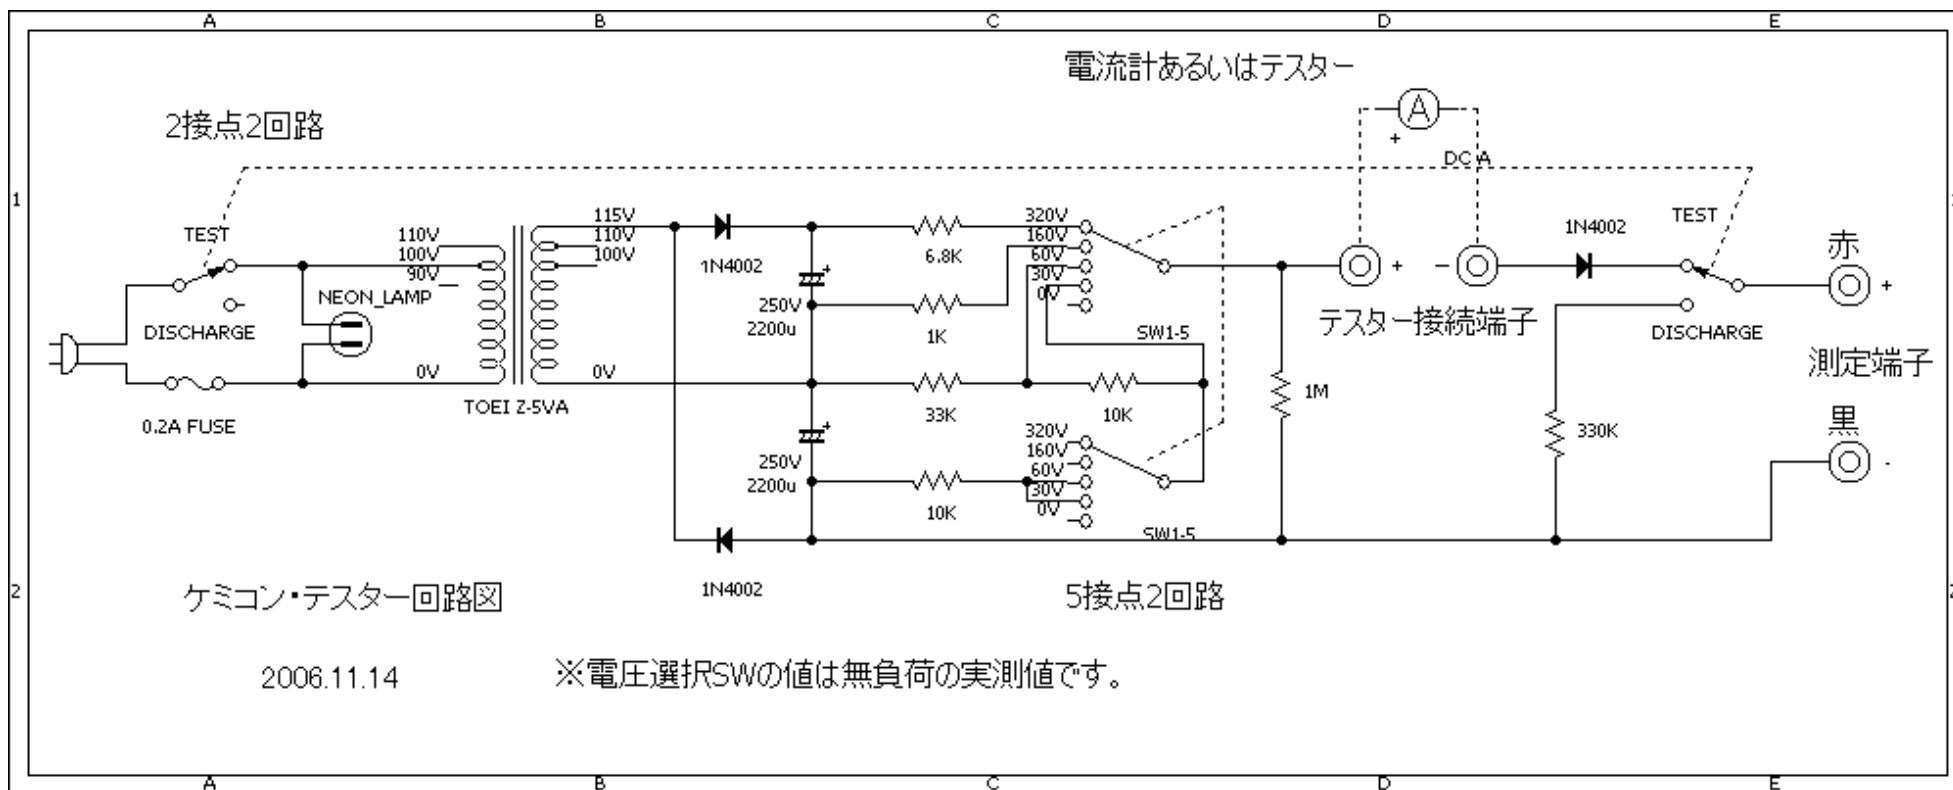 A B C D E
電流計あるいはテスター
A
+
2接点2回路
DC A
1
TEST
110V
100V
90V
115V
110V
100V
1N4002
6.8K
320V
160V
60V
30V
0V
+ -
1N4002
TEST
赤
+
NEON_LAMP
+
250V
2200u
1K
テスター接続端子
DISCHARGE
SW1-5
DISCHARGE
0V
0V
TOEI Z-5VA
33K
10K
1M
測定端子
0.2A FUSE
+
250V
2200u
320V
160V
60V
30V
0V
330K
黒
-
10K
SW1-5
2
1N4002
ケミコン・テスター回路図
5接点2回路
2006.11.14
※電圧選択SWの値は無負荷の実測値です。
A B C D E